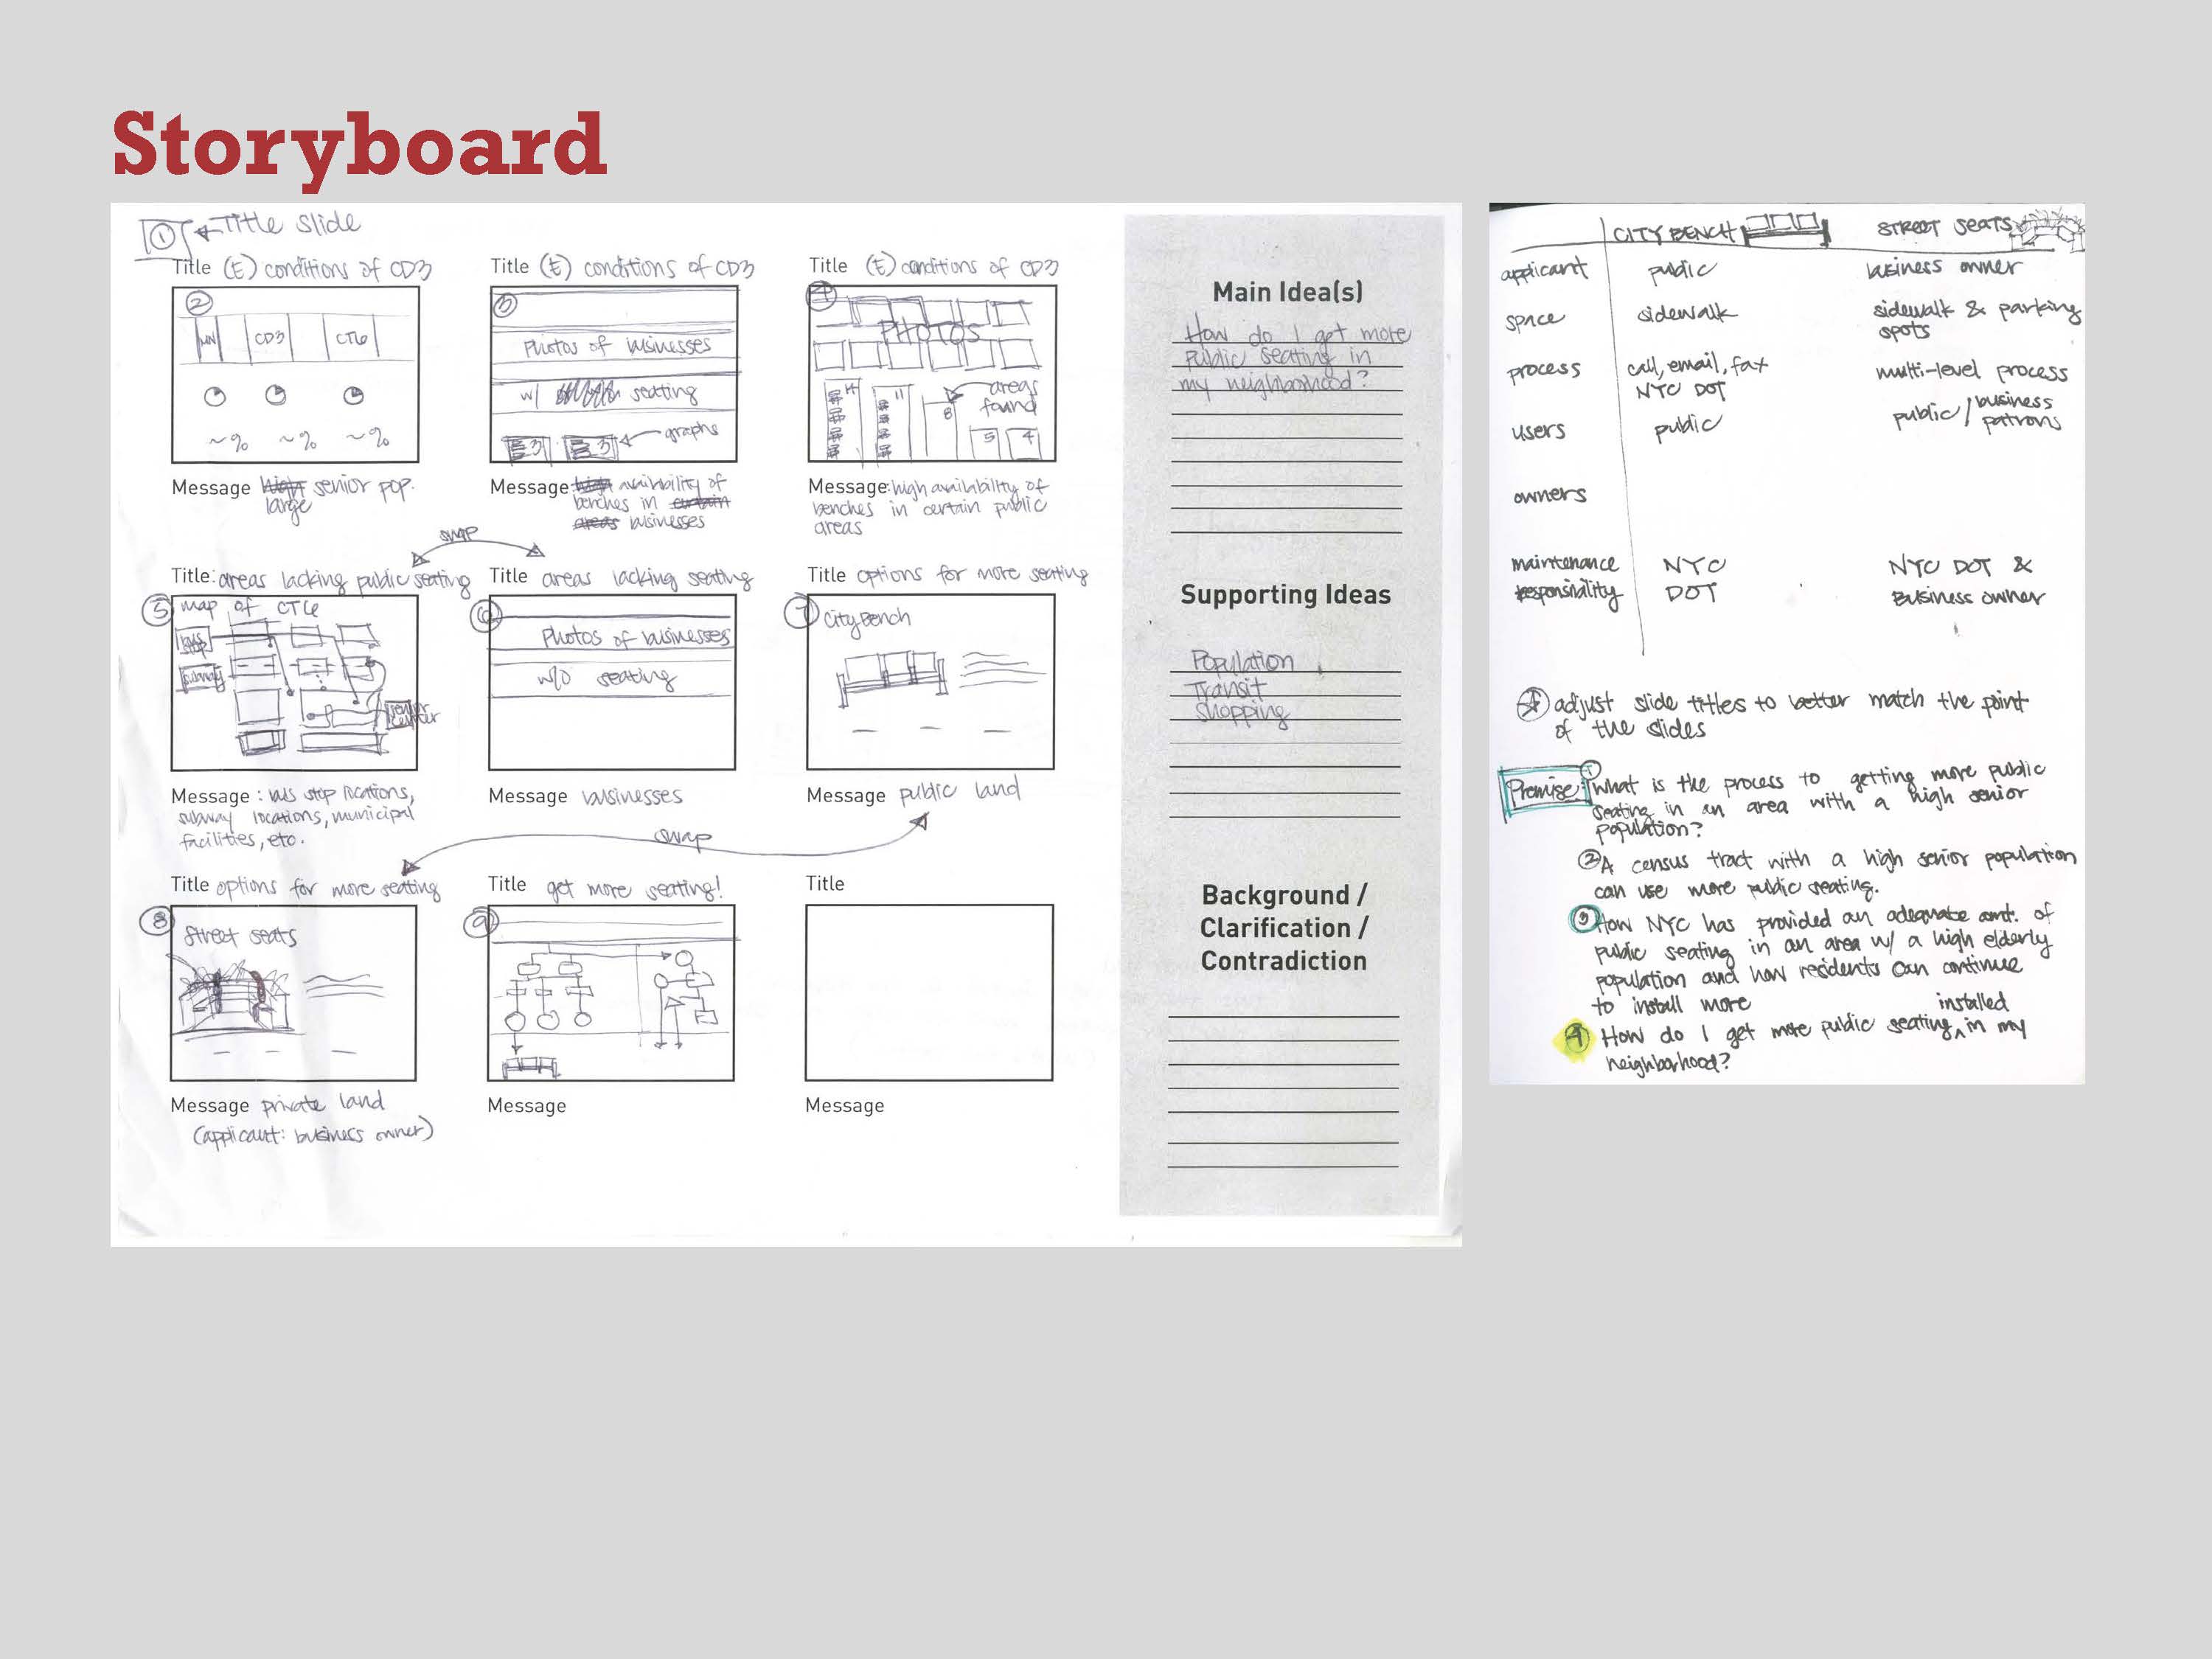 Storyboard
① ← Title slide
Title (E) conditions of CD3
②
MN CD3 CT6
~% ~% ~%
Message high large senior pop.
Title (E) conditions of CD3
③
Photos of businesses
w/ seating
3 3 ← graphs
Message: high availability of
benches in certain
areas businesses
Title (E) conditions of CD3
4
PHOTOS
14 11 8 5 4
areas
found
Message: high availability of
benches in certain public
areas
swap
Title: areas lacking public seating
⑤ map of CT6
bus
stop
subway
senior
center
Message: bus stop locations,
subway locations, municipal
facilities, etc.
Title areas lacking seating
⑥
Photos of businesses
w/o seating
Message businesses
Title options for more seating
⑦ CityBench
Message public land
swap
Title options for more seating
⑧ Street seats
Message private land
(applicant: business owner)
Title get more seating!
⑨
Message
Title
Message
Main Idea(s)
How do I get more
public seating in
my neighborhood?
Supporting Ideas
Population
Transit
Shopping
Background /
Clarification /
Contradiction
CITY BENCH STREET SEATS
applicant public business owner
space sidewalk sidewalk & parking
spots
process call, email, fax multi-level process
NYC DOT
users public public / business
patrons
owners
maintenance NYC NYC DOT &
responsibility DOT Business owner
adjust slide titles to better match the point
of the slides
Premise: ① What is the process to getting more public
seating in an area with a high senior
population?
② A census tract with a high senior population
can use more public seating.
③ How NYC has provided an adequate amt. of
public seating in an area w/ a high elderly
population and how residents can continue
to install more
installed
④ How do I get more public seating ^ in my
neighborhood?